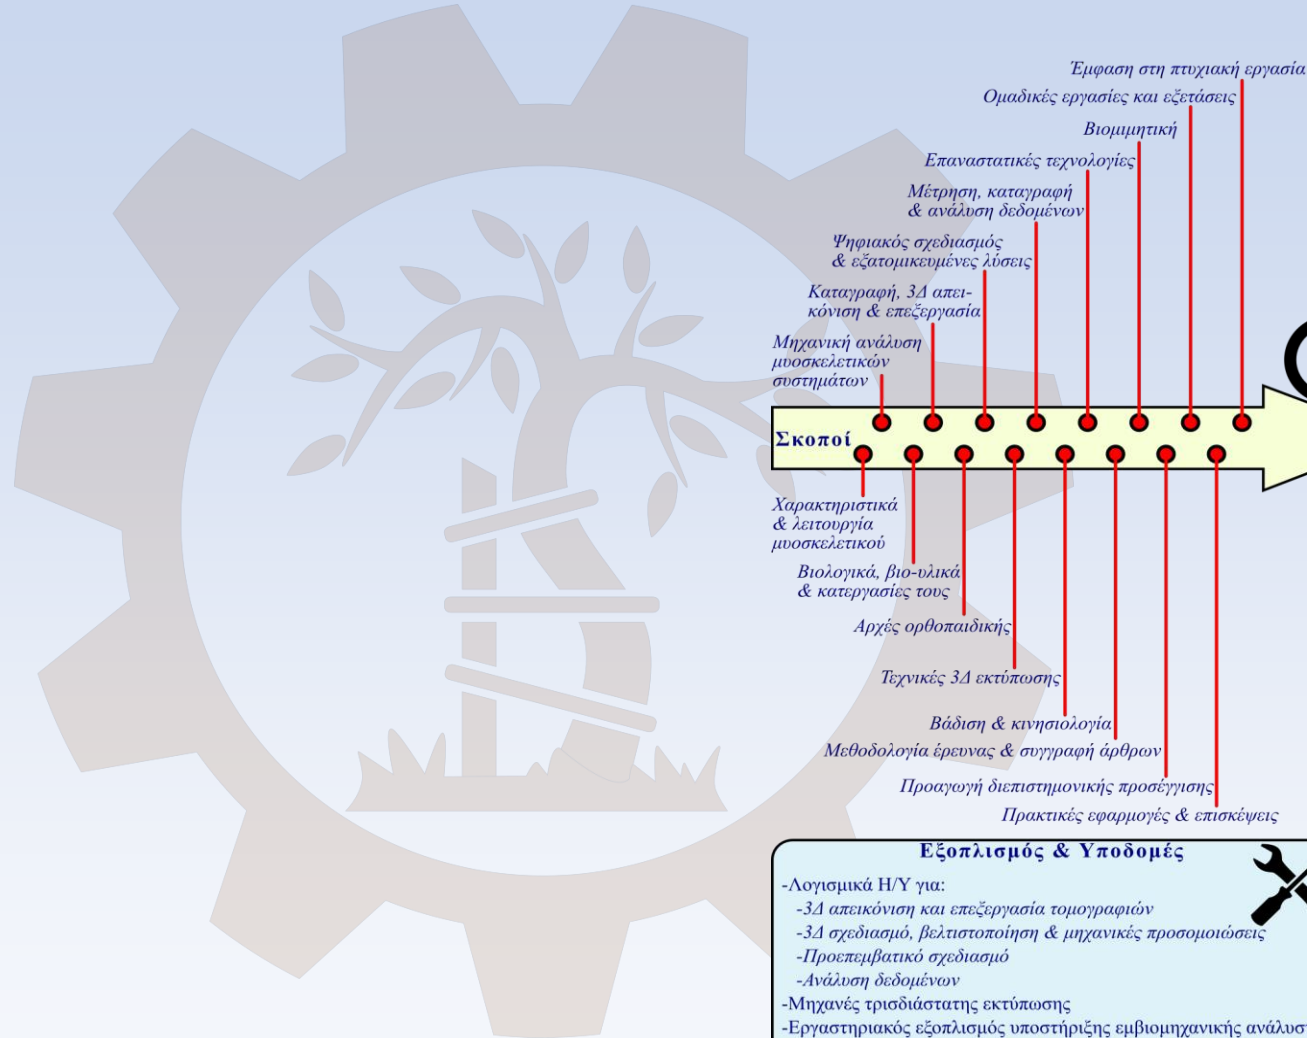 Έμφαση στη πτυχιακή εργασία
Ομαδικές εργασίες και εξετάσεις
Βιομιμητική
Επαναστατικές τεχνολογίες
Μέτρηση, καταγραφή
& ανάλυση δεδομένων
Ψηφιακός σχεδιασμός
& εξατομικευμένες λύσεις
Καταγραφή, 3Δ απει-
κόνιση & επεξεργασία
Μηχανική ανάλυση
μυοσκελετικών
συστημάτων
Σκοποί
Χαρακτηριστικά
& λειτουργία
μυοσκελετικού
Βιολογικά, βιο-υλικά
& κατεργασίες τους
Αρχές ορθοπαιδικής
Τεχνικές 3Δ εκτύπωσης
Βάδιση & κινησιολογία
Μεθοδολογία έρευνας & συγγραφή άρθρων
Προαγωγή διεπιστημονικής προσέγγισης
Πρακτικές εφαρμογές & επισκέψεις
Εξοπλισμός & Υποδομές
-Λογισμικά Η/Υ για:
-3Δ απεικόνιση και επεξεργασία τομογραφιών
-3Δ σχεδιασμό, βελτιστοποίηση & μηχανικές προσομοιώσεις
-Προεπεμβατικό σχεδιασμό
-Ανάλυση δεδομένων
-Μηχανές τρισδιάστατης εκτύπωσης
-Εργαστηριακός εξοπλισμός υποστήριξης εμβιομηχανικής